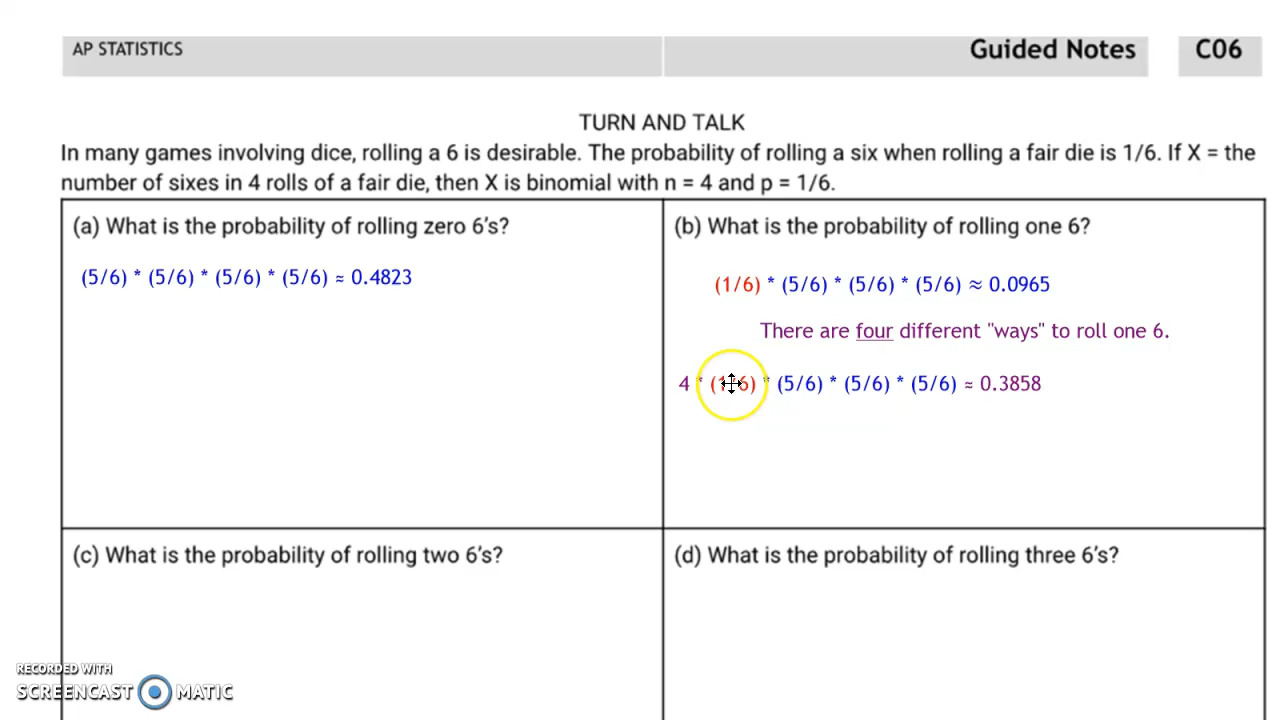 AP STATISTICS
Guided Notes
C06
TURN AND TALK
In many games involving dice, rolling a 6 is desirable. The probability of rolling a six when rolling a fair die is 1/6. If X = the
number of sixes in 4 rolls of a fair die, then X is binomial with n = 4 and p = 1/6.
(a) What is the probability of rolling zero 6's?
(5/6) * (5/6) * (5/6) * (5/6) ≈ 0.4823
(b) What is the probability of rolling one 6?
(1/6) * (5/6) * (5/6) * (5/6) ≈ 0.0965
There are four different "ways" to roll one 6.
4 * (1/6) * (5/6) * (5/6) * (5/6) ≈ 0.3858
(c) What is the probability of rolling two 6's?
(d) What is the probability of rolling three 6's?
RECORDED WITH
SCREENCAST MATIC